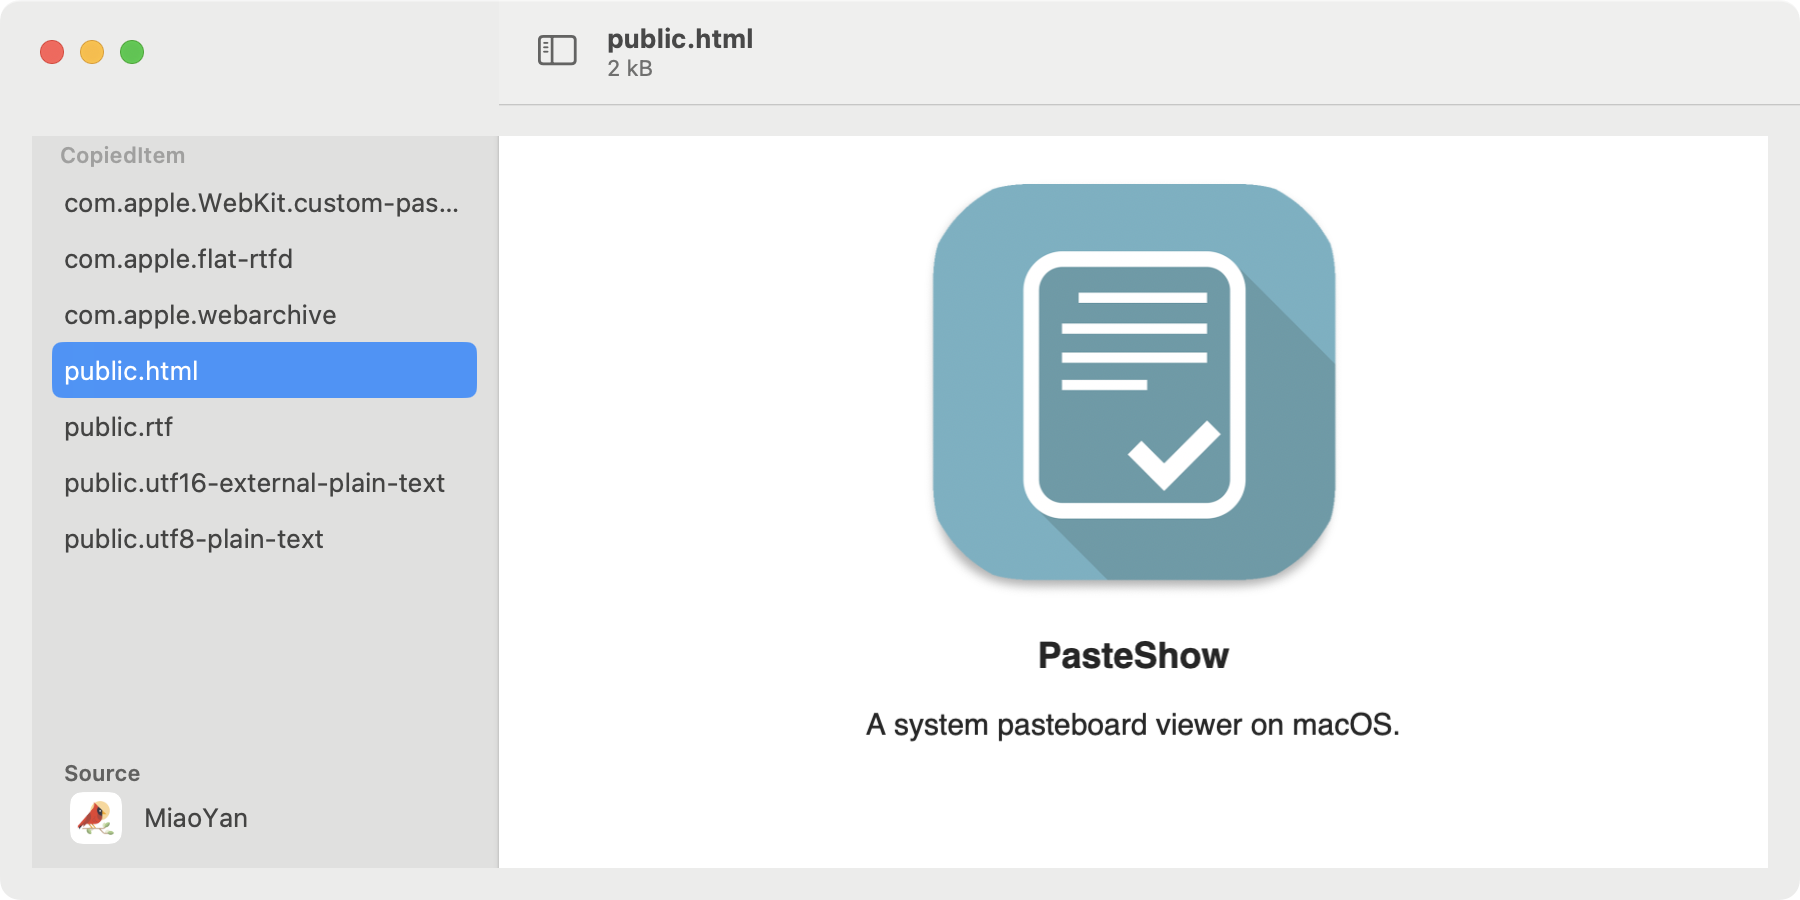 public.html
2 kB
CopiedItem
com.apple.WebKit.custom-pas...
com.apple.flat-rtfd
com.apple.webarchive
public.html
public.rtf
public.utf16-external-plain-text
public.utf8-plain-text
Source
MiaoYan
PasteShow
A system pasteboard viewer on macOS.